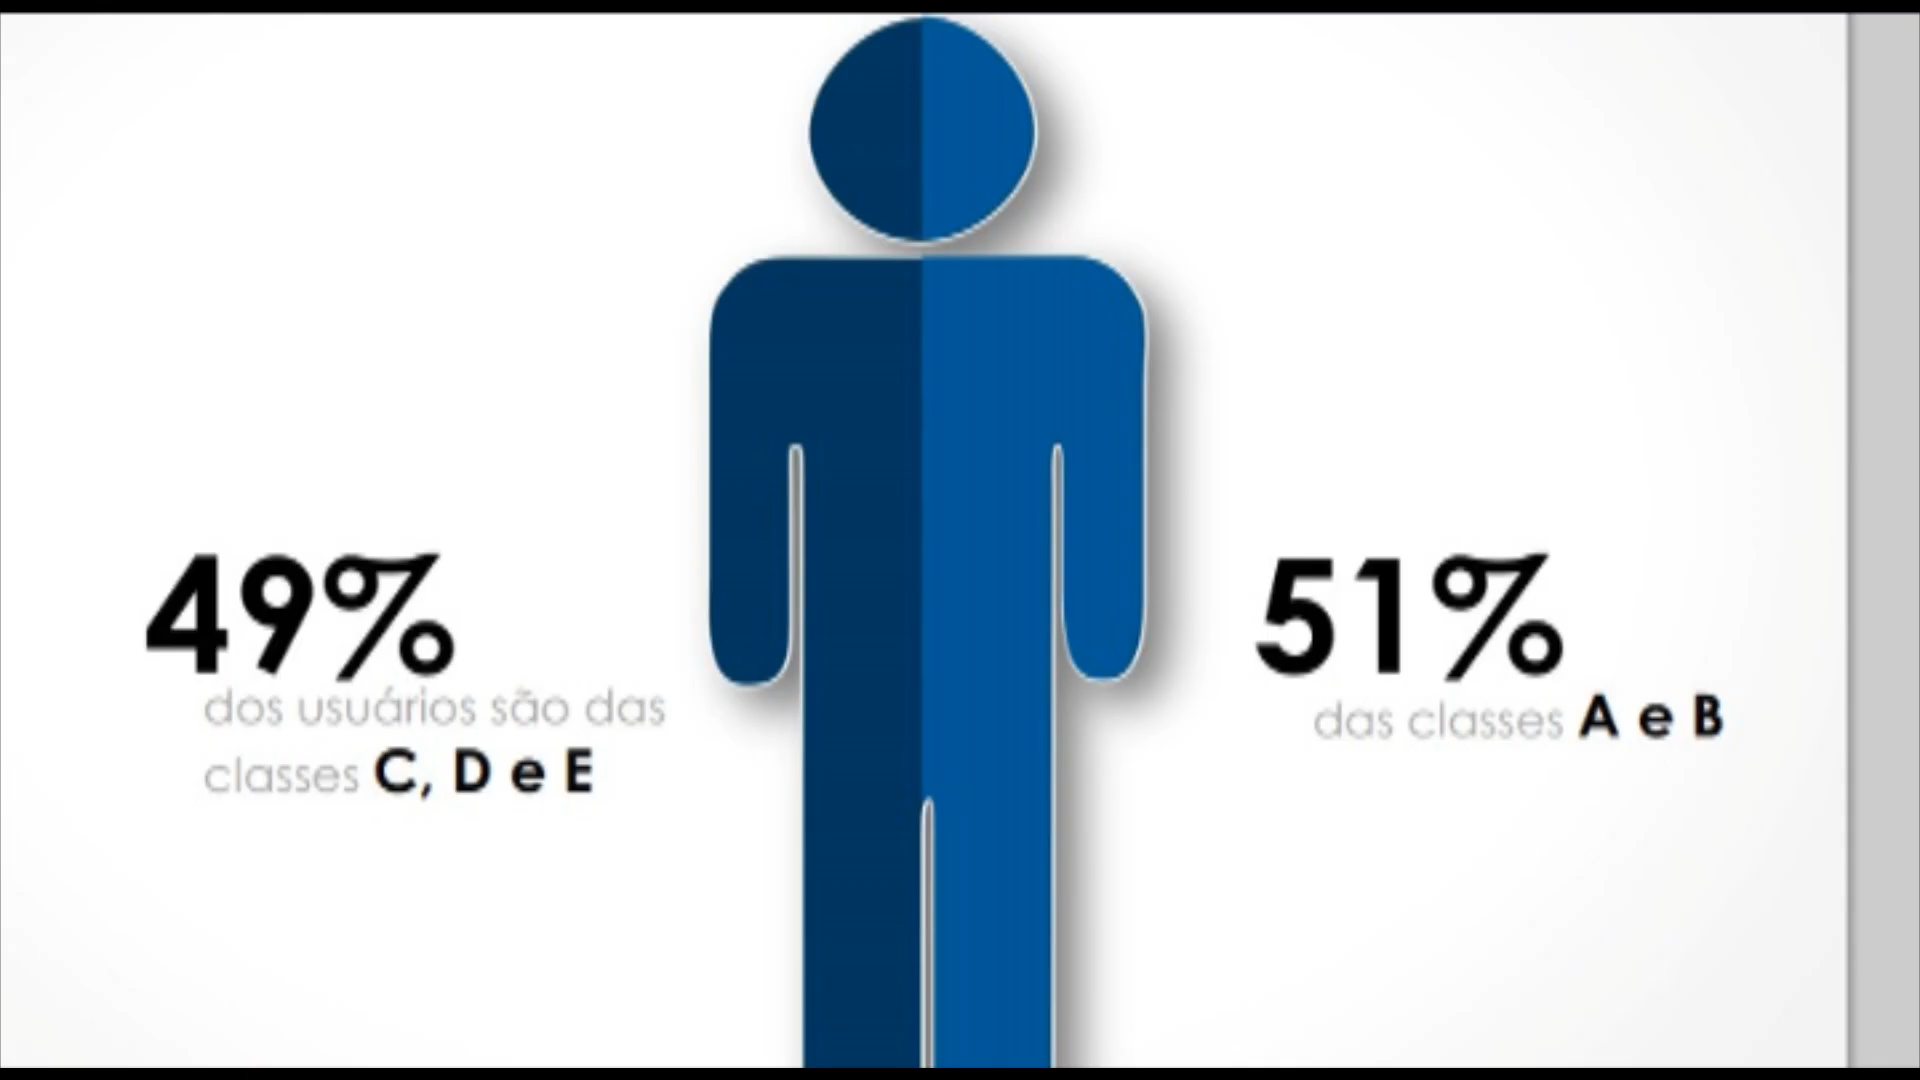 49%
dos usuários são das
classes C, D e E
51%
das classes A e B